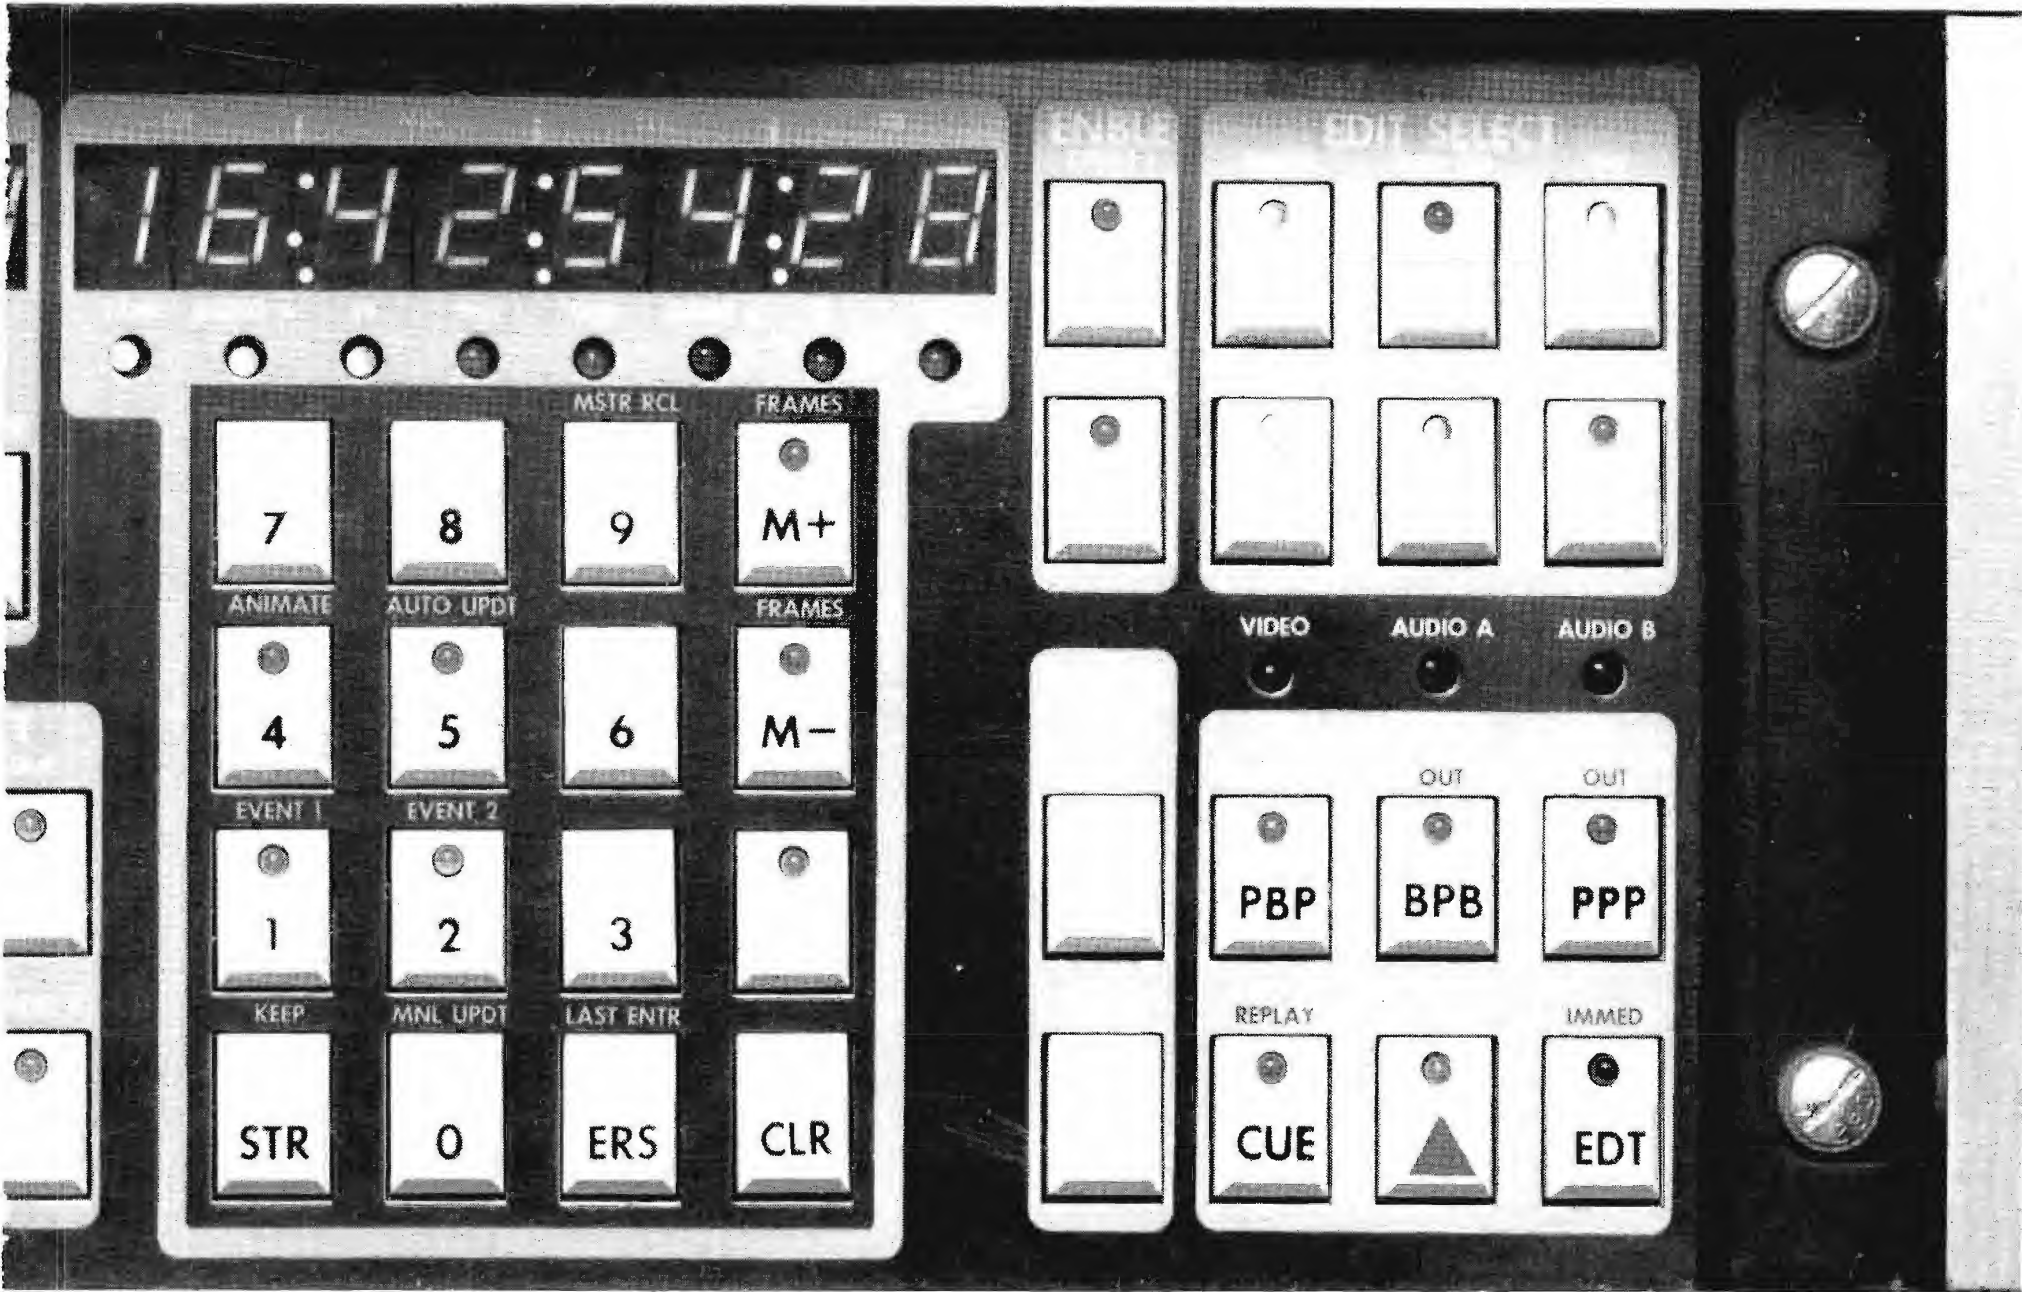 ENBLE EDIT SELECT
16:42:54:28
MSTR RCL FRAMES
7 8 9 M+
ANIMATE AUTO UPDT FRAMES
4 5 6 M−
VIDEO AUDIO A AUDIO B
EVENT 1 EVENT 2
1 2 3
OUT OUT
PBP BPB PPP
KEEP MNL UPDT LAST ENTR
STR 0 ERS CLR
REPLAY IMMED
CUE EDT